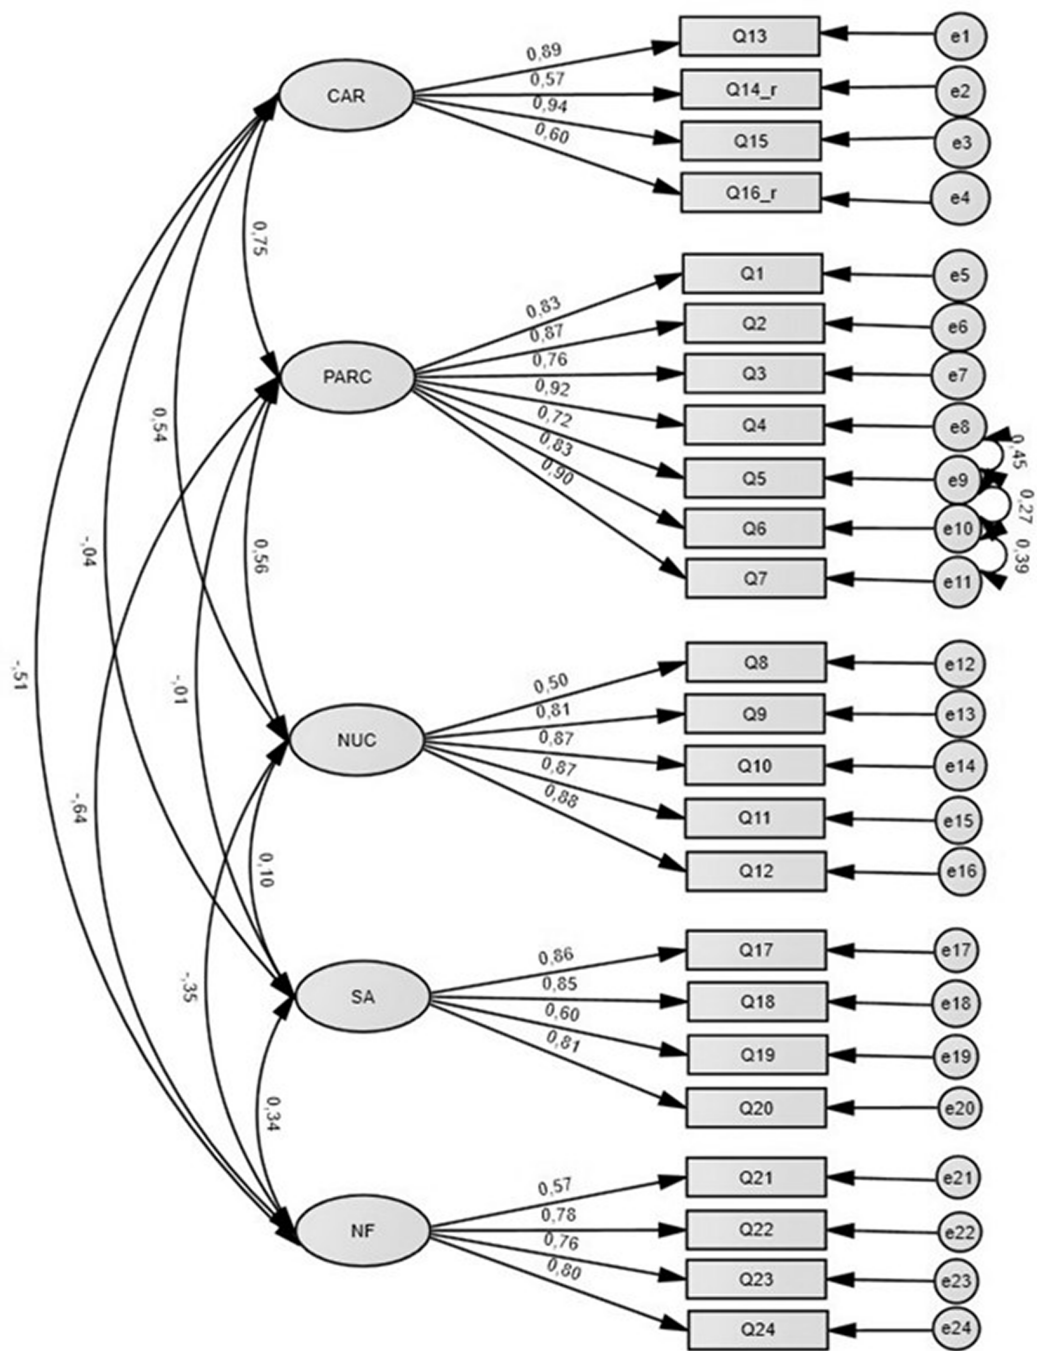 CAR
0,89
0,57
0,94
0,60
Q13
Q14_r
Q15
Q16_r
e1
e2
e3
e4
0,75
PARC
0,83
0,87
0,76
0,92
0,72
0,83
0,90
Q1
Q2
Q3
Q4
Q5
Q6
Q7
e5
e6
e7
e8
e9
e10
e11
0,45
0,27
0,39
0,54
0,56
-,04
-,01
-,51
-,64
NUC
0,50
0,81
0,87
0,87
0,88
Q8
Q9
Q10
Q11
Q12
e12
e13
e14
e15
e16
0,10
-,35
SA
0,86
0,85
0,60
0,81
Q17
Q18
Q19
Q20
e17
e18
e19
e20
0,34
NF
0,57
0,78
0,76
0,80
Q21
Q22
Q23
Q24
e21
e22
e23
e24